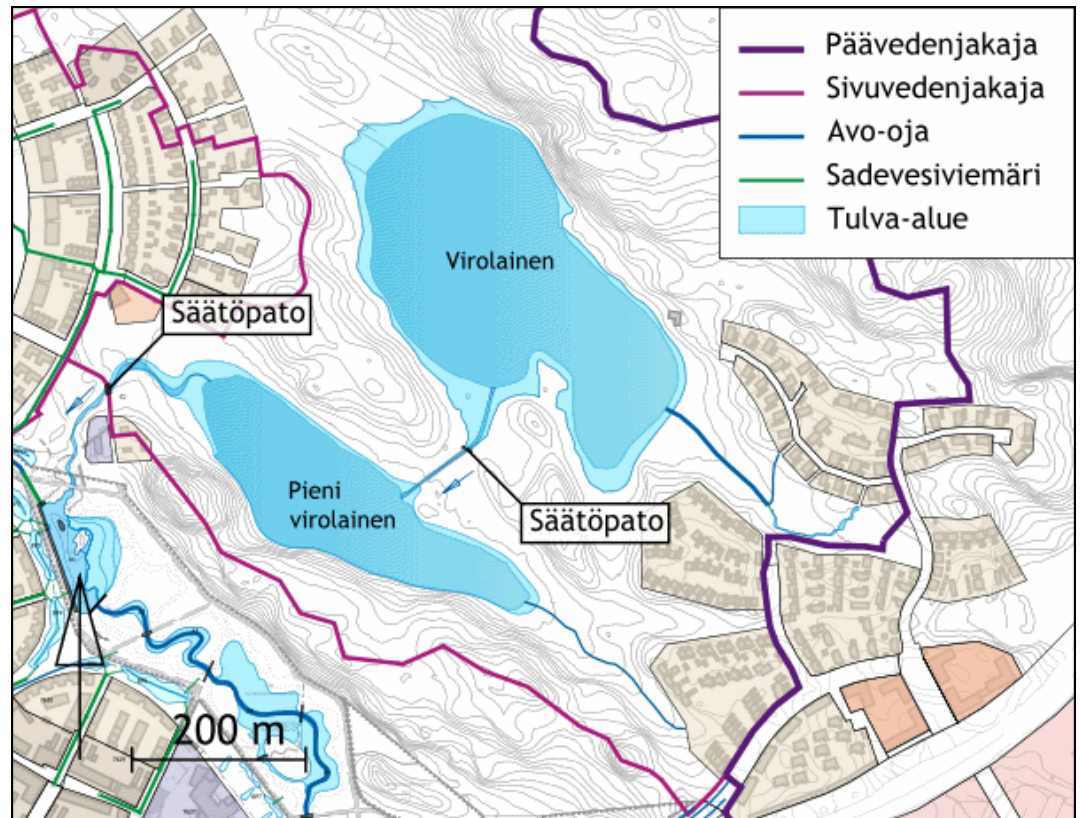 Päävedenjakaja
Sivuvedenjakaja
Avo-oja
Sadevesiviemäri
Tulva-alue
Virolainen
Säätöpato
Pieni
virolainen
Säätöpato
200 m